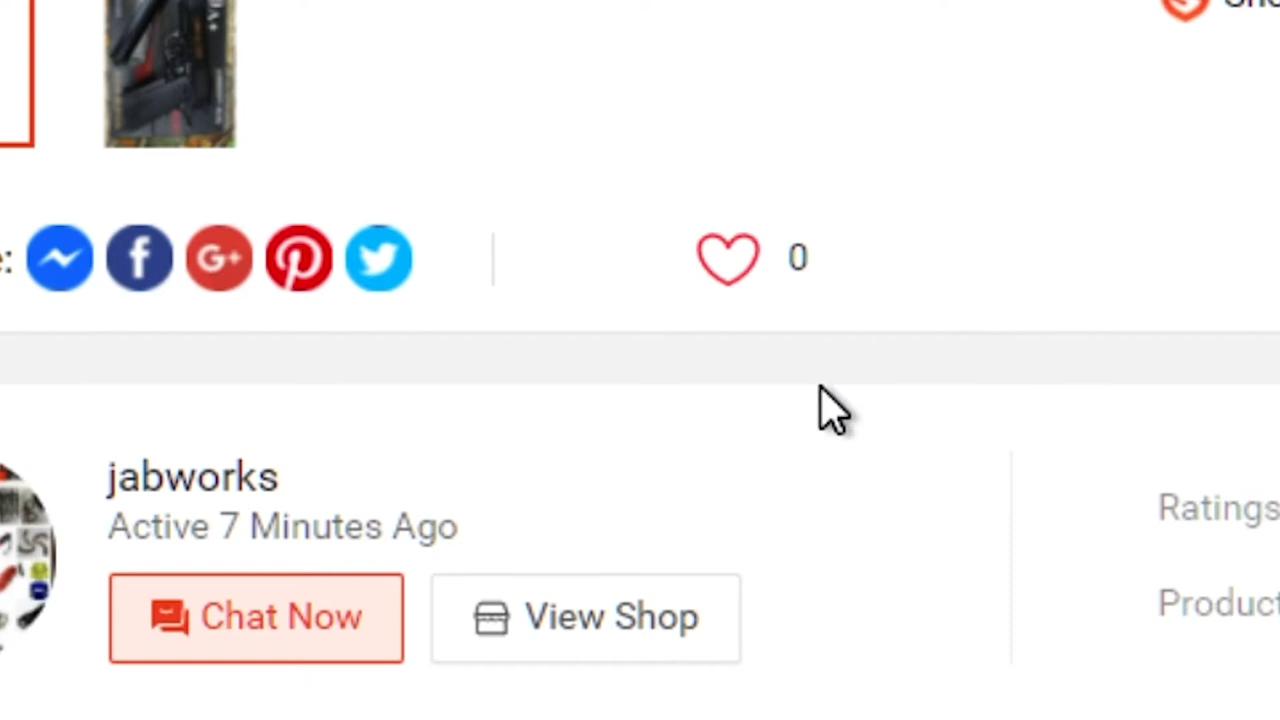 e:
G+
0
jabworks
Active 7 Minutes Ago
Chat Now
View Shop
Ratings
Product